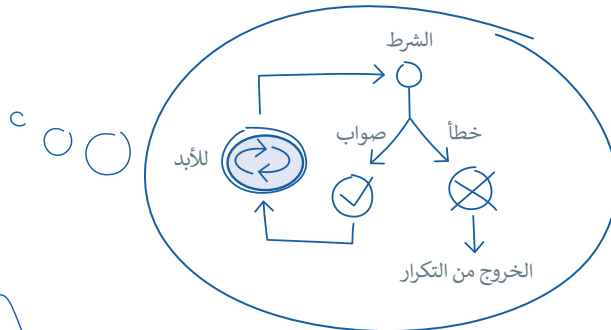 الشرط
خطأ
صواب
للأبد
الخروج من التكرار